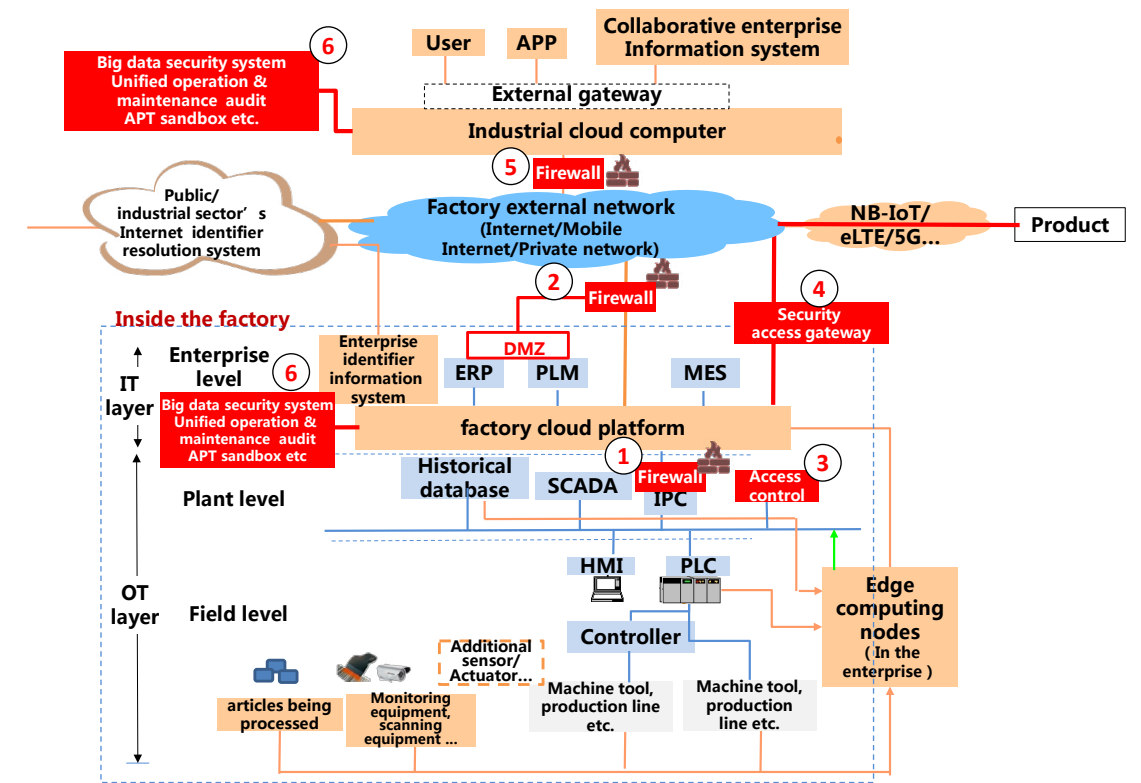 6
Big data security system
Unified operation &
maintenance audit
APT sandbox etc.
User
APP
Collaborative enterprise
Information system
External gateway
Industrial cloud computer
5
Firewall
Public/
industrial sector’s
Internet identifier
resolution system
Factory external network
(Internet/Mobile
Internet/Private network)
NB-IoT/
eLTE/5G...
Product
2
Firewall
4
Security
access gateway
Inside the factory
DMZ
Enterprise
level
Enterprise
identifier
information
system
IT
layer
6
Big data security system
Unified operation &
maintenance audit
APT sandbox etc
ERP
PLM
MES
factory cloud platform
1
Firewall
3
Access
control
Plant level
Historical
database
SCADA
IPC
HMI
PLC
OT
layer
Field level
Controller
Edge
computing
nodes
( In the
enterprise )
Additional
sensor/
Actuator...
articles being
processed
Monitoring
equipment,
scanning
equipment ...
Machine tool,
production line
etc.
Machine tool,
production
line etc.